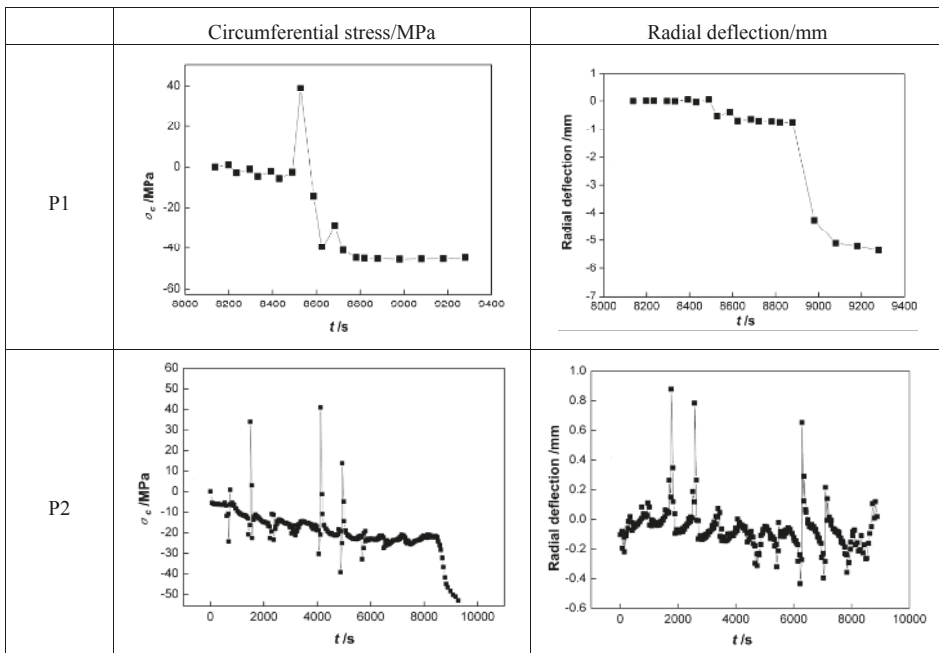 Circumferential stress/MPa
Radial deflection/mm
P1
40
20
0
-20
-40
-60
σc /MPa
8000 8200 8400 8600 8800 9000 9200 9400
t /s
1
0
-1
-2
-3
-4
-5
-6
-7
Radial deflection /mm
8000 8200 8400 8600 8800 9000 9200 9400
t /s
P2
60
50
40
30
20
10
0
-10
-20
-30
-40
-50
σc /MPa
0 2000 4000 6000 8000 10000
t /s
1.0
0.8
0.6
0.4
0.2
0.0
-0.2
-0.4
-0.6
Radial deflection /mm
0 2000 4000 6000 8000 10000
t /s